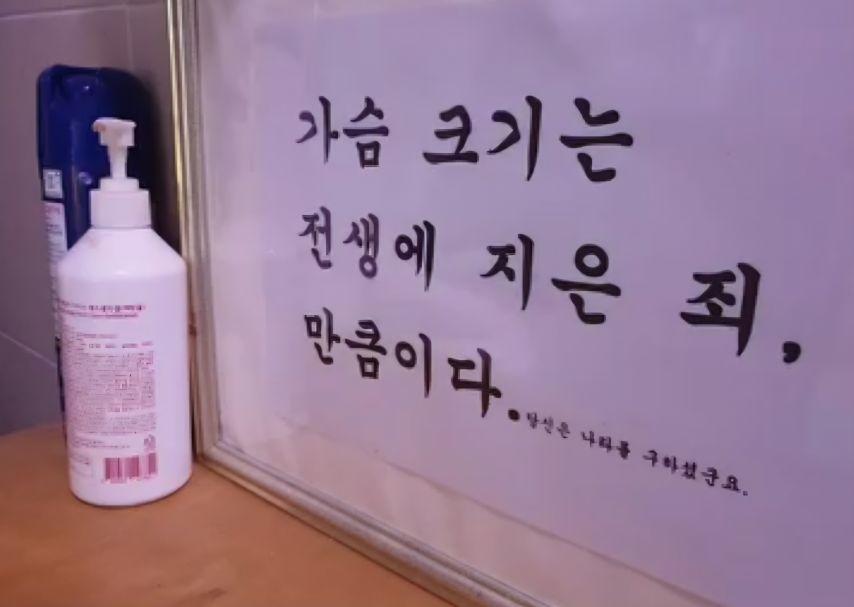 가슴 크기는
전생에 지은 죄,
만큼이다.
당신은 나라를 구하셨군요.